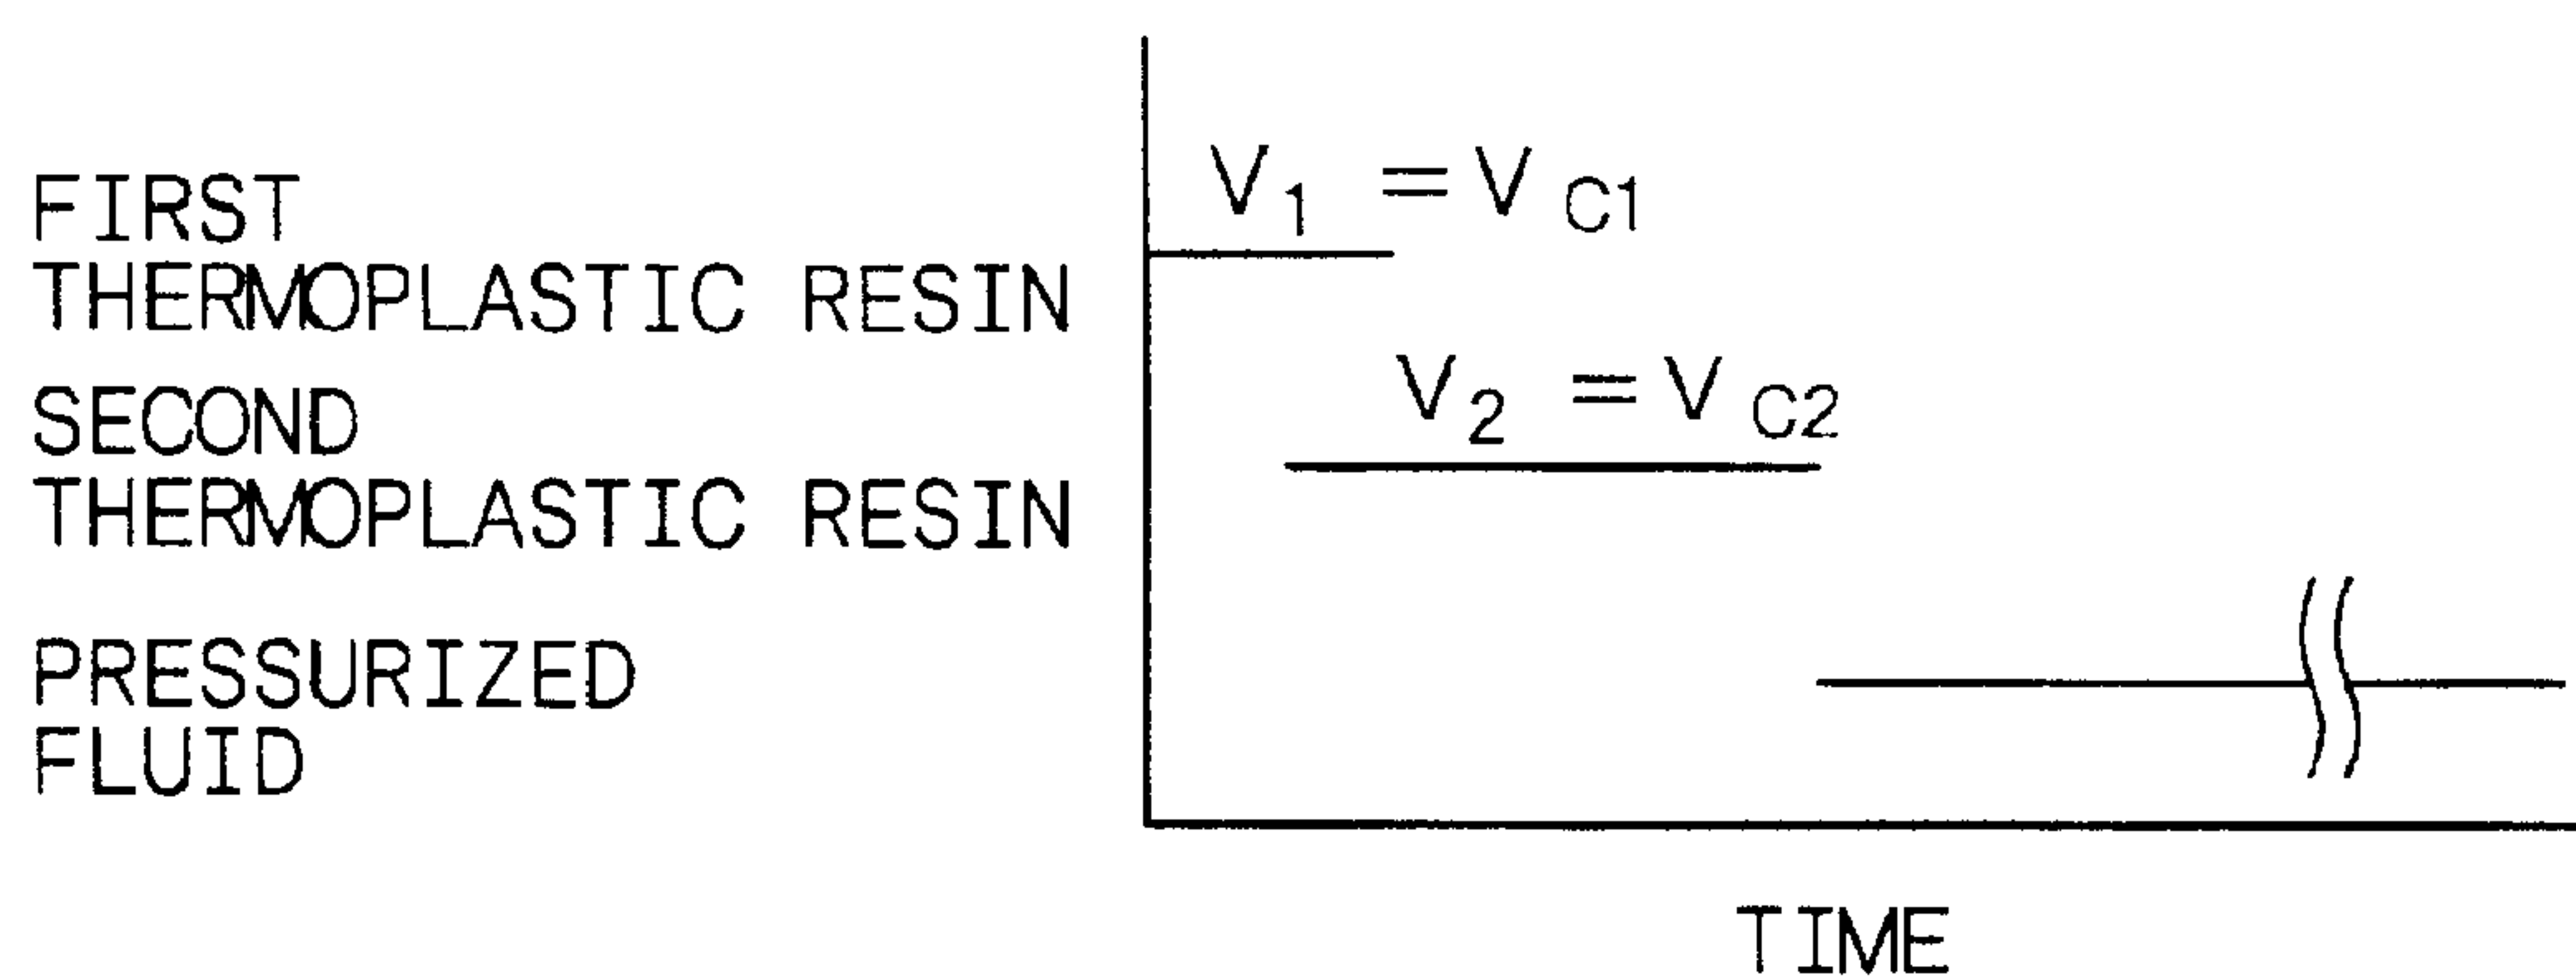 V1 = VC1
FIRST
THERMOPLASTIC RESIN
V2 = VC2
SECOND
THERMOPLASTIC RESIN
PRESSURIZED
FLUID
TIME